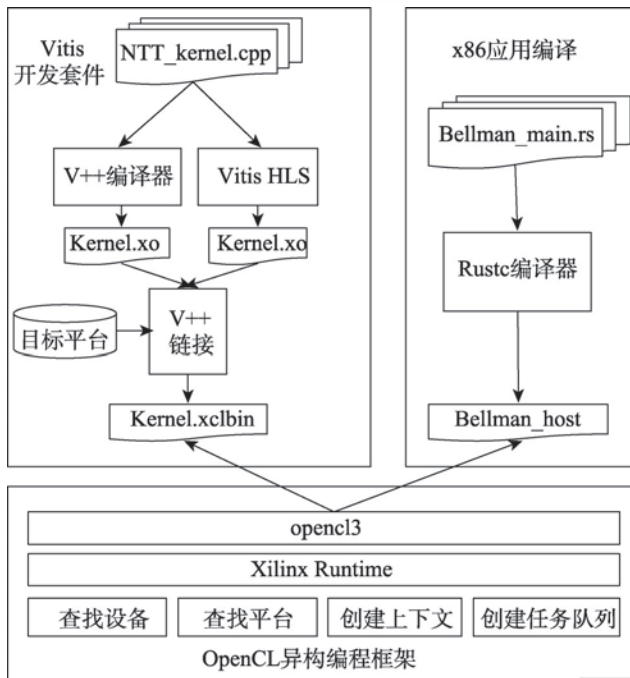 Vitis
开发套件
NTT_kernel.cpp
V++编译器
Vitis HLS
Kernel.xo
Kernel.xo
目标平台
V++
链接
Kernel.xclbin
x86应用编译
Bellman_main.rs
Rustc编译器
Bellman_host
opencl3
Xilinx Runtime
查找设备
查找平台
创建上下文
创建任务队列
OpenCL异构编程框架